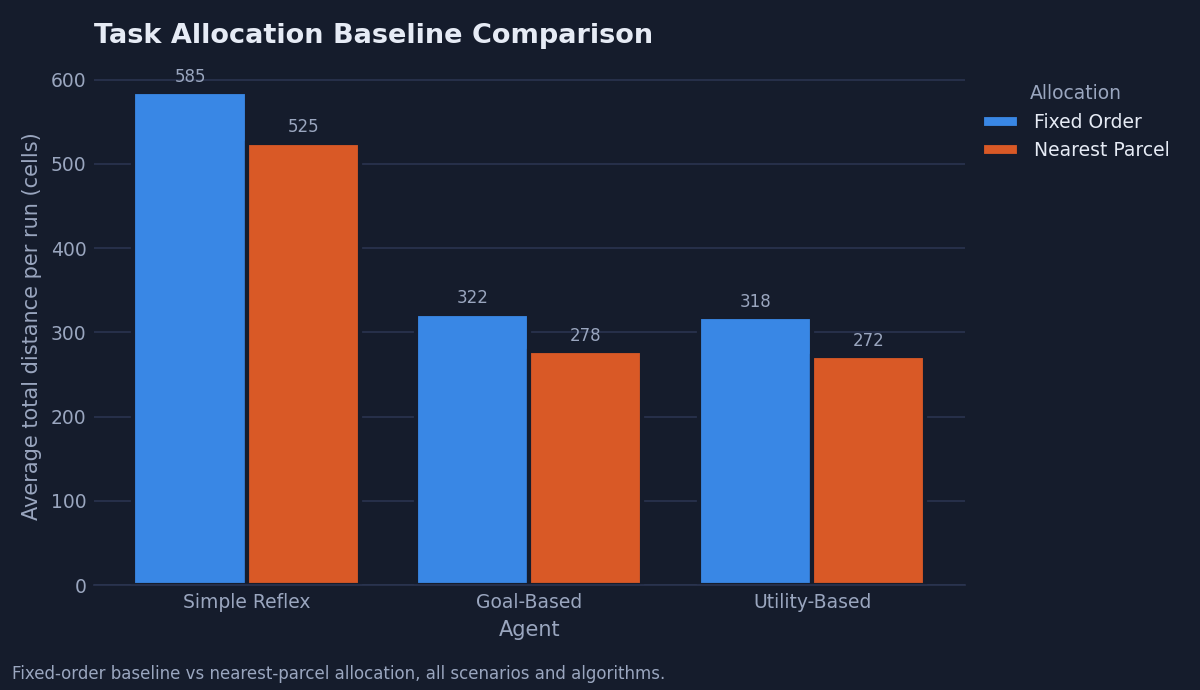 Task Allocation Baseline Comparison
Average total distance per run (cells)
600
500
400
300
200
100
0
585
525
322
278
318
272
Simple Reflex
Goal-Based
Utility-Based
Agent
Allocation
Fixed Order
Nearest Parcel
Fixed-order baseline vs nearest-parcel allocation, all scenarios and algorithms.